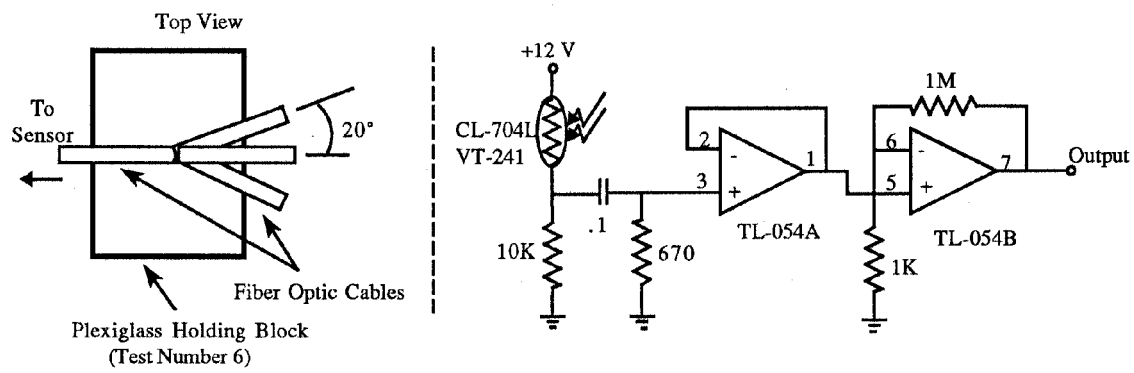 Top View
To
Sensor
20°
Fiber Optic Cables
Plexiglass Holding Block
(Test Number 6)
+12 V
CL-704L
VT-241
10K
.1
670
2
-
3
+
1
TL-054A
1M
6
-
5
+
7
TL-054B
1K
Output